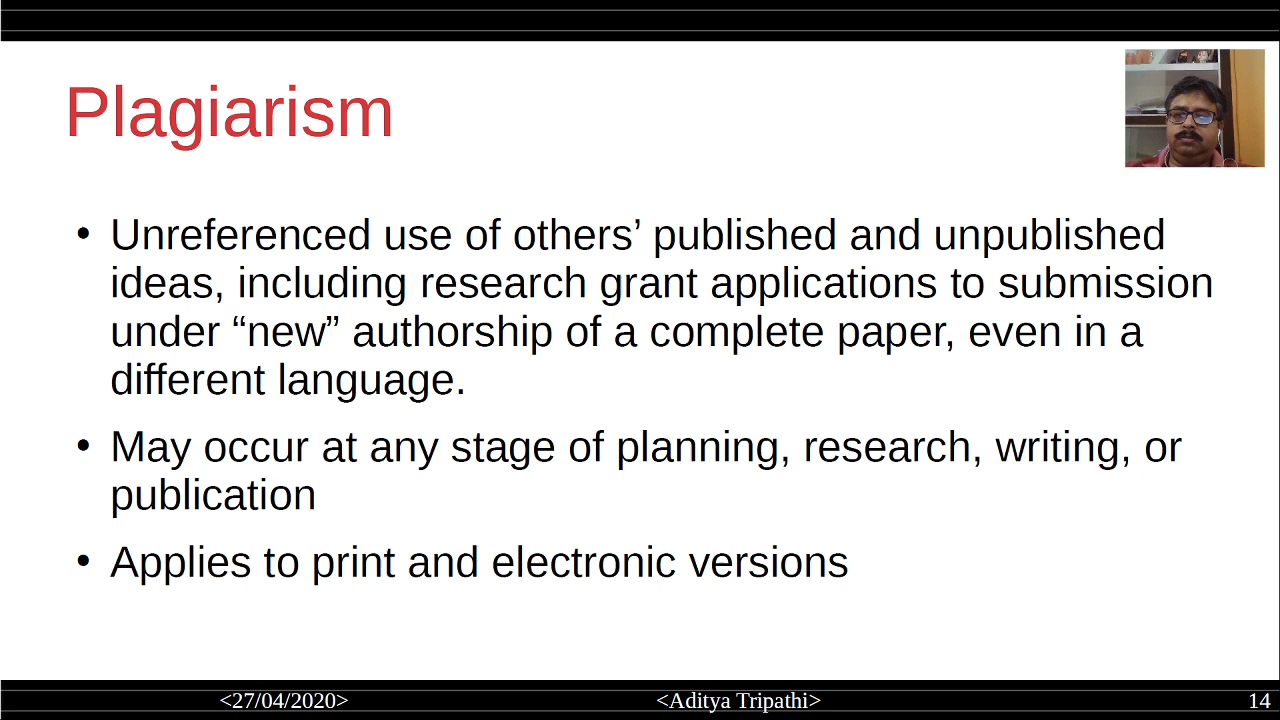 Plagiarism
• Unreferenced use of others’ published and unpublished
ideas, including research grant applications to submission
under “new” authorship of a complete paper, even in a
different language.
• May occur at any stage of planning, research, writing, or
publication
• Applies to print and electronic versions
<27/04/2020>
<Aditya Tripathi>
14